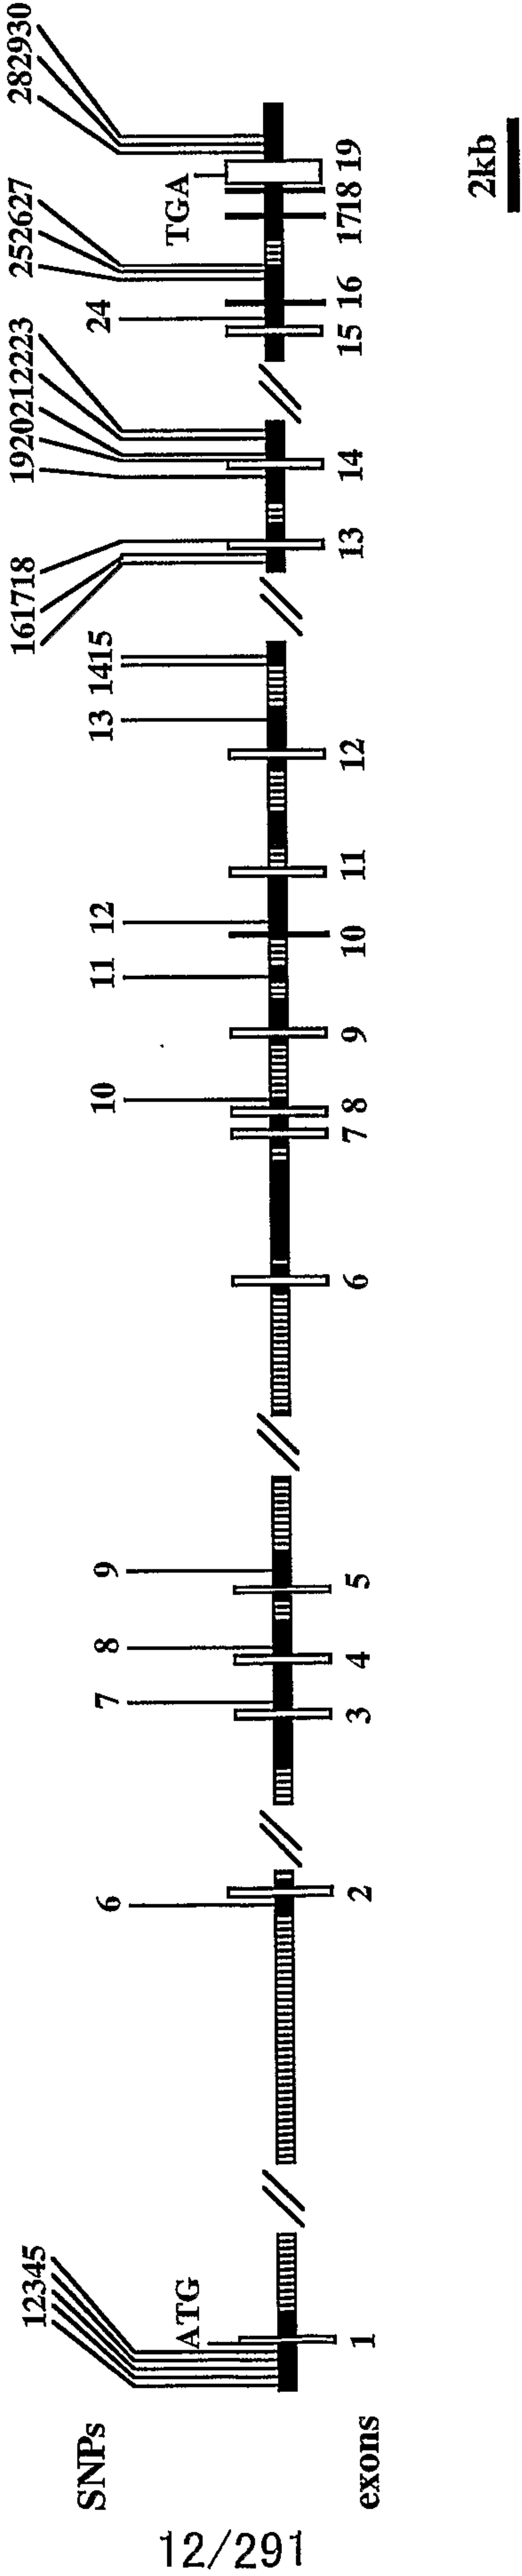 SNPs 12345 6 7 8 9 10 11 12 13 1415 161718 1920212223 24 252627 282930
ATG TGA
exons 1 2 3 4 5 6 7 8 9 10 11 12 13 14 15 16 1718 19
2kb
12/291